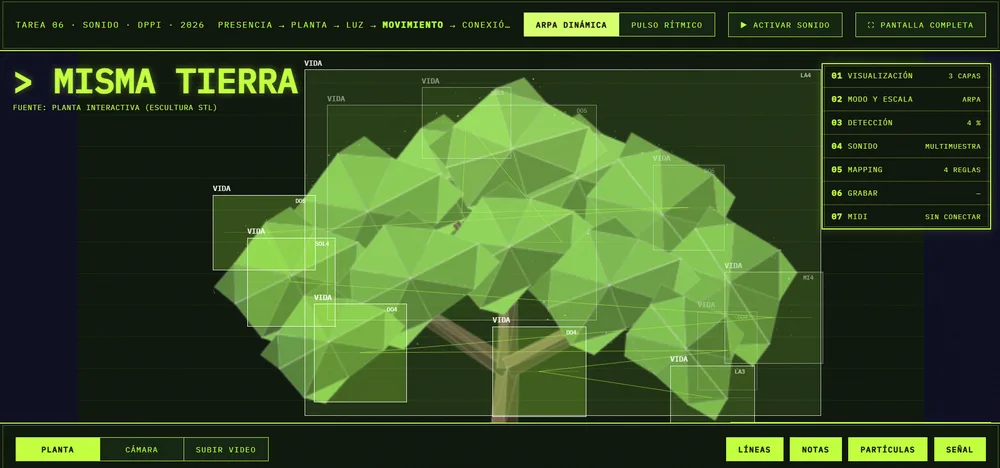 TAREA 06 · SONIDO · DPPI · 2026 PRESENCIA → PLANTA → LUZ → MOVIMIENTO → CONEXIÓ…
ARPA DINÁMICA
PULSO RÍTMICO
▶ ACTIVAR SONIDO
⛶ PANTALLA COMPLETA
> MISMA TIERRA
FUENTE: PLANTA INTERACTIVA (ESCULTURA STL)
VIDA
LA4
VIDA
VIDA
DO5
VIDA
VIDA
DO5
VIDA
SOL4
VIDA
RI4
VIDA
DO4
VIDA
VIDA
DO4
VIDA
LA3
01 VISUALIZACIÓN 3 CAPAS
02 MODO Y ESCALA ARPA
03 DETECCIÓN 4 %
04 SONIDO MULTIMUESTRA
05 MAPPING 4 REGLAS
06 GRABAR –
07 MIDI SIN CONECTAR
PLANTA
CÁMARA
SUBIR VIDEO
LÍNEAS
NOTAS
PARTÍCULAS
SEÑAL